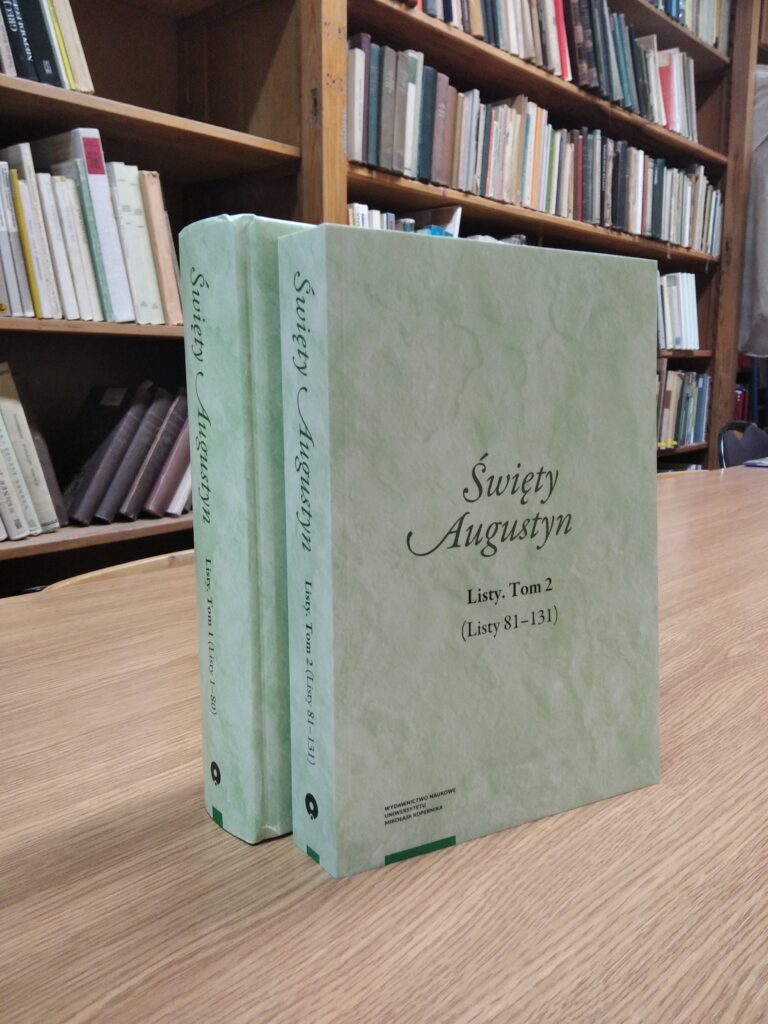 Święty Augustyn Listy. Tom 1 (Listy 1–80)
Święty Augustyn Listy. Tom 2 (Listy 81–131)
Święty
Augustyn
Listy. Tom 2
(Listy 81–131)
WYDAWNICTWO NAUKOWE
UNIWERSYTETU
MIKOŁAJA KOPERNIKA